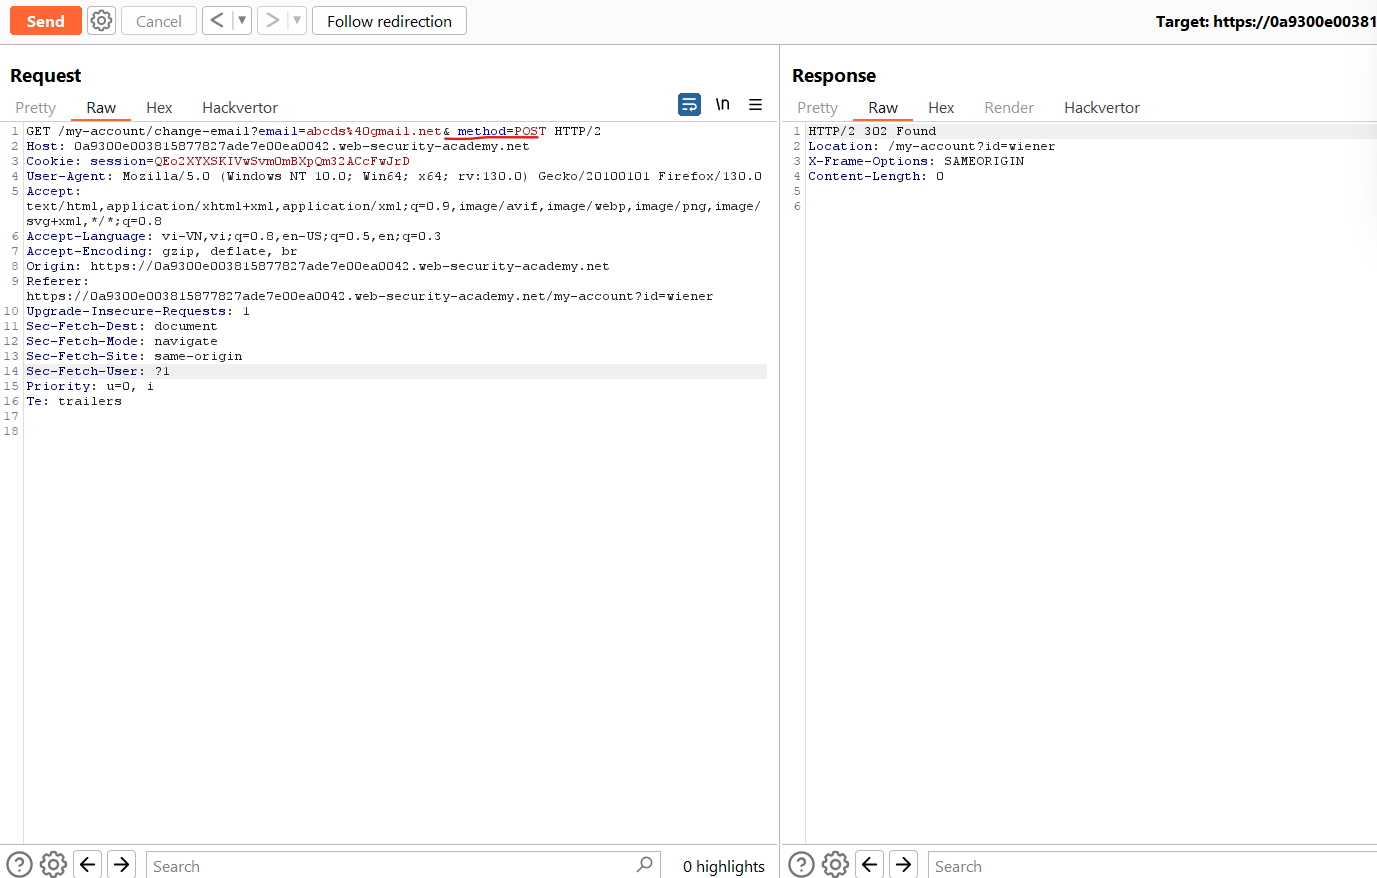 Send
Cancel
<
>
Follow redirection
Target: https://0a9300e00381
Request
Pretty Raw Hex Hackvertor
\n
1 GET /my-account/change-email?email=abcds%40gmail.net&_method=POST HTTP/2
2 Host: 0a9300e003815877827ade7e00ea0042.web-security-academy.net
3 Cookie: session=QEo2XYXSKIVwSvmOmBXpQm32ACcFwJrD
4 User-Agent: Mozilla/5.0 (Windows NT 10.0; Win64; x64; rv:130.0) Gecko/20100101 Firefox/130.0
5 Accept:
text/html,application/xhtml+xml,application/xml;q=0.9,image/avif,image/webp,image/png,image/
svg+xml,*/*;q=0.8
6 Accept-Language: vi-VN,vi;q=0.8,en-US;q=0.5,en;q=0.3
7 Accept-Encoding: gzip, deflate, br
8 Origin: https://0a9300e003815877827ade7e00ea0042.web-security-academy.net
9 Referer:
https://0a9300e003815877827ade7e00ea0042.web-security-academy.net/my-account?id=wiener
10 Upgrade-Insecure-Requests: 1
11 Sec-Fetch-Dest: document
12 Sec-Fetch-Mode: navigate
13 Sec-Fetch-Site: same-origin
14 Sec-Fetch-User: ?1
15 Priority: u=0, i
16 Te: trailers
17
18
? Search 0 highlights
Response
Pretty Raw Hex Render Hackvertor
1 HTTP/2 302 Found
2 Location: /my-account?id=wiener
3 X-Frame-Options: SAMEORIGIN
4 Content-Length: 0
5
6
? Search